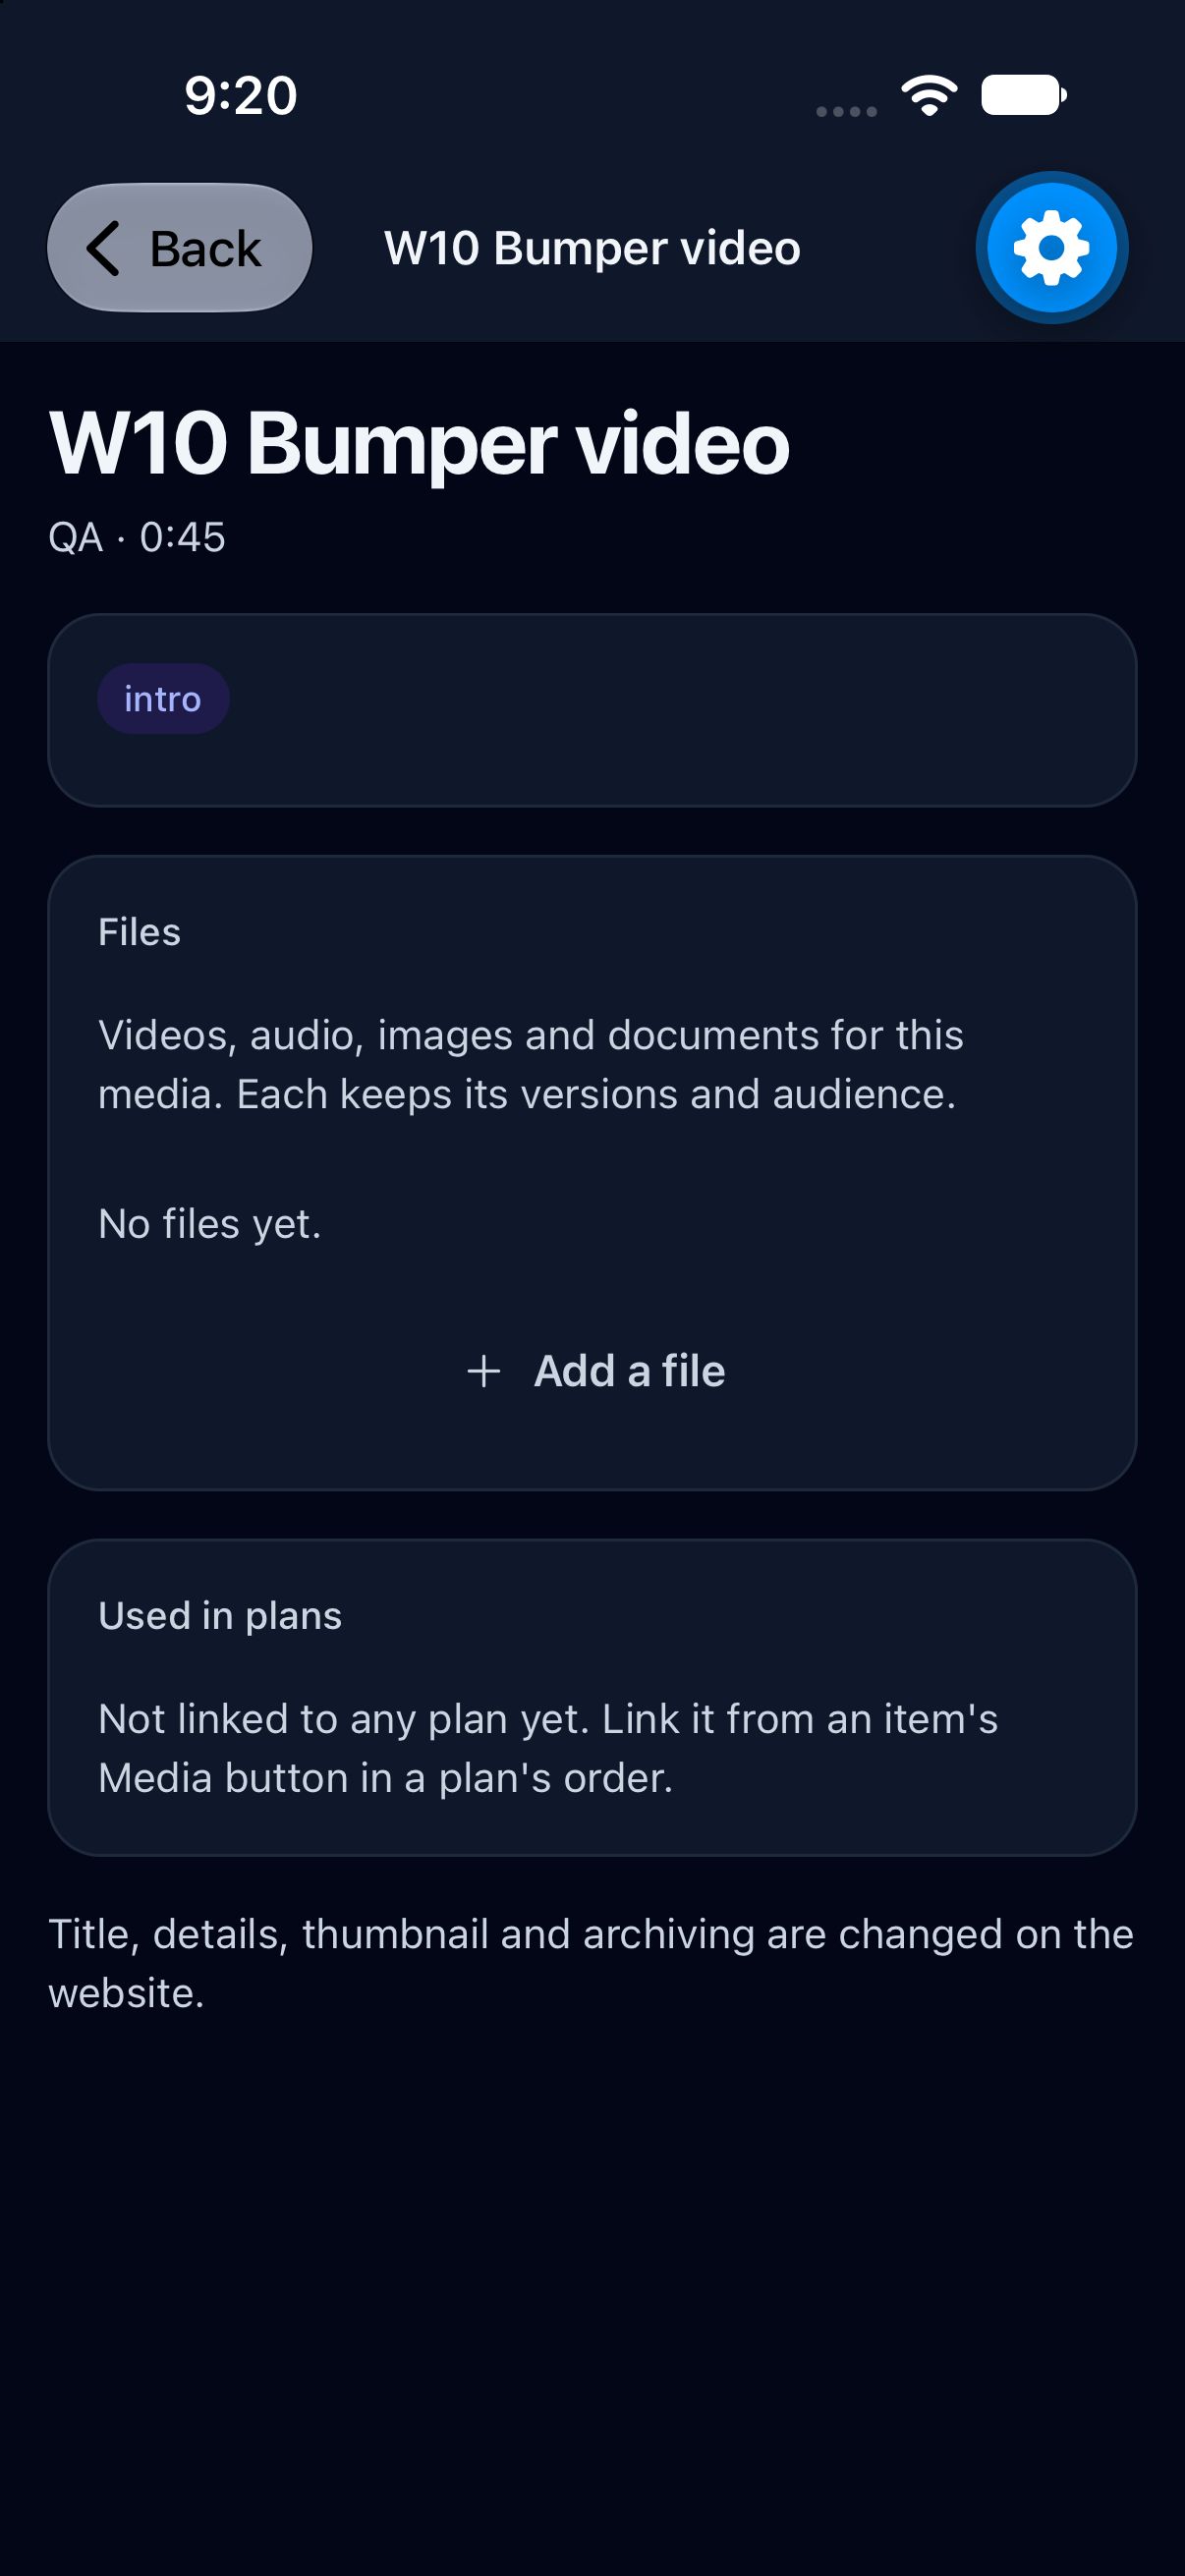 9:20
Back
W10 Bumper video
W10 Bumper video
QA · 0:45
intro
Files
Videos, audio, images and documents for this
media. Each keeps its versions and audience.
No files yet.
+ Add a file
Used in plans
Not linked to any plan yet. Link it from an item's
Media button in a plan's order.
Title, details, thumbnail and archiving are changed on the
website.